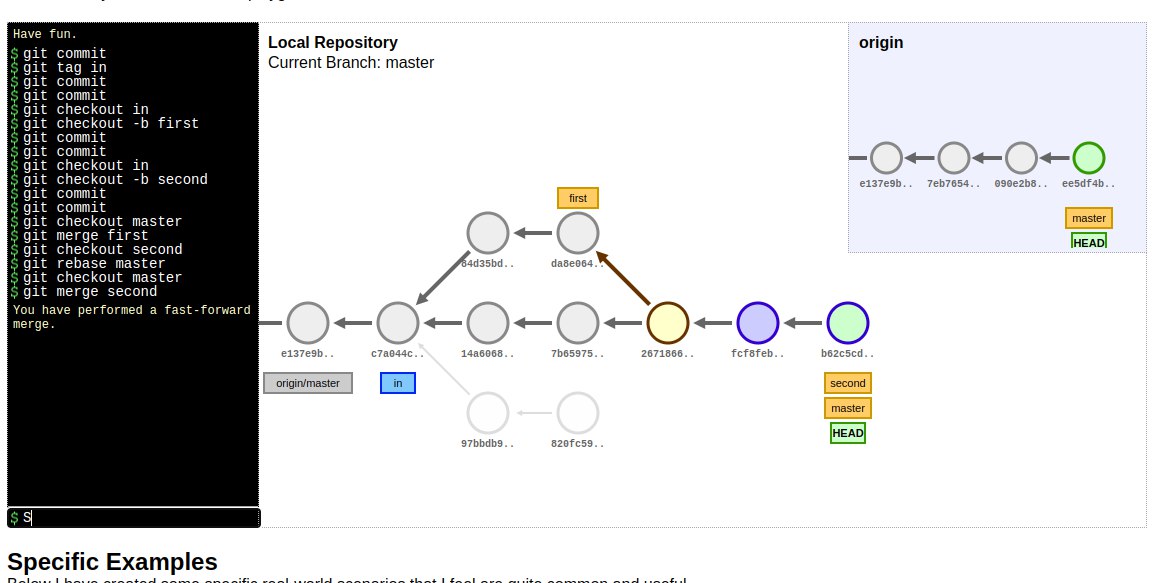 Have fun.
$ git commit
$ git tag in
$ git commit
$ git commit
$ git checkout in
$ git checkout -b first
$ git commit
$ git commit
$ git checkout in
$ git checkout -b second
$ git commit
$ git commit
$ git checkout master
$ git merge first
$ git checkout second
$ git rebase master
$ git checkout master
$ git merge second
You have performed a fast-forward
merge.
$ S
Local Repository
Current Branch: master
origin
e137e9b.. 7eb7654.. 090e2b8.. ee5df4b..
master
HEAD
first
84d35bd.. da8e064..
e137e9b.. c7a044c.. 14a6068.. 7b65975.. 2671866.. fcf8feb.. b62c5cd..
origin/master in second
master
HEAD
97bbdb9.. 820fc59..
Specific Examples
Below I have created some specific real-world scenarios that I feel are quite common and useful